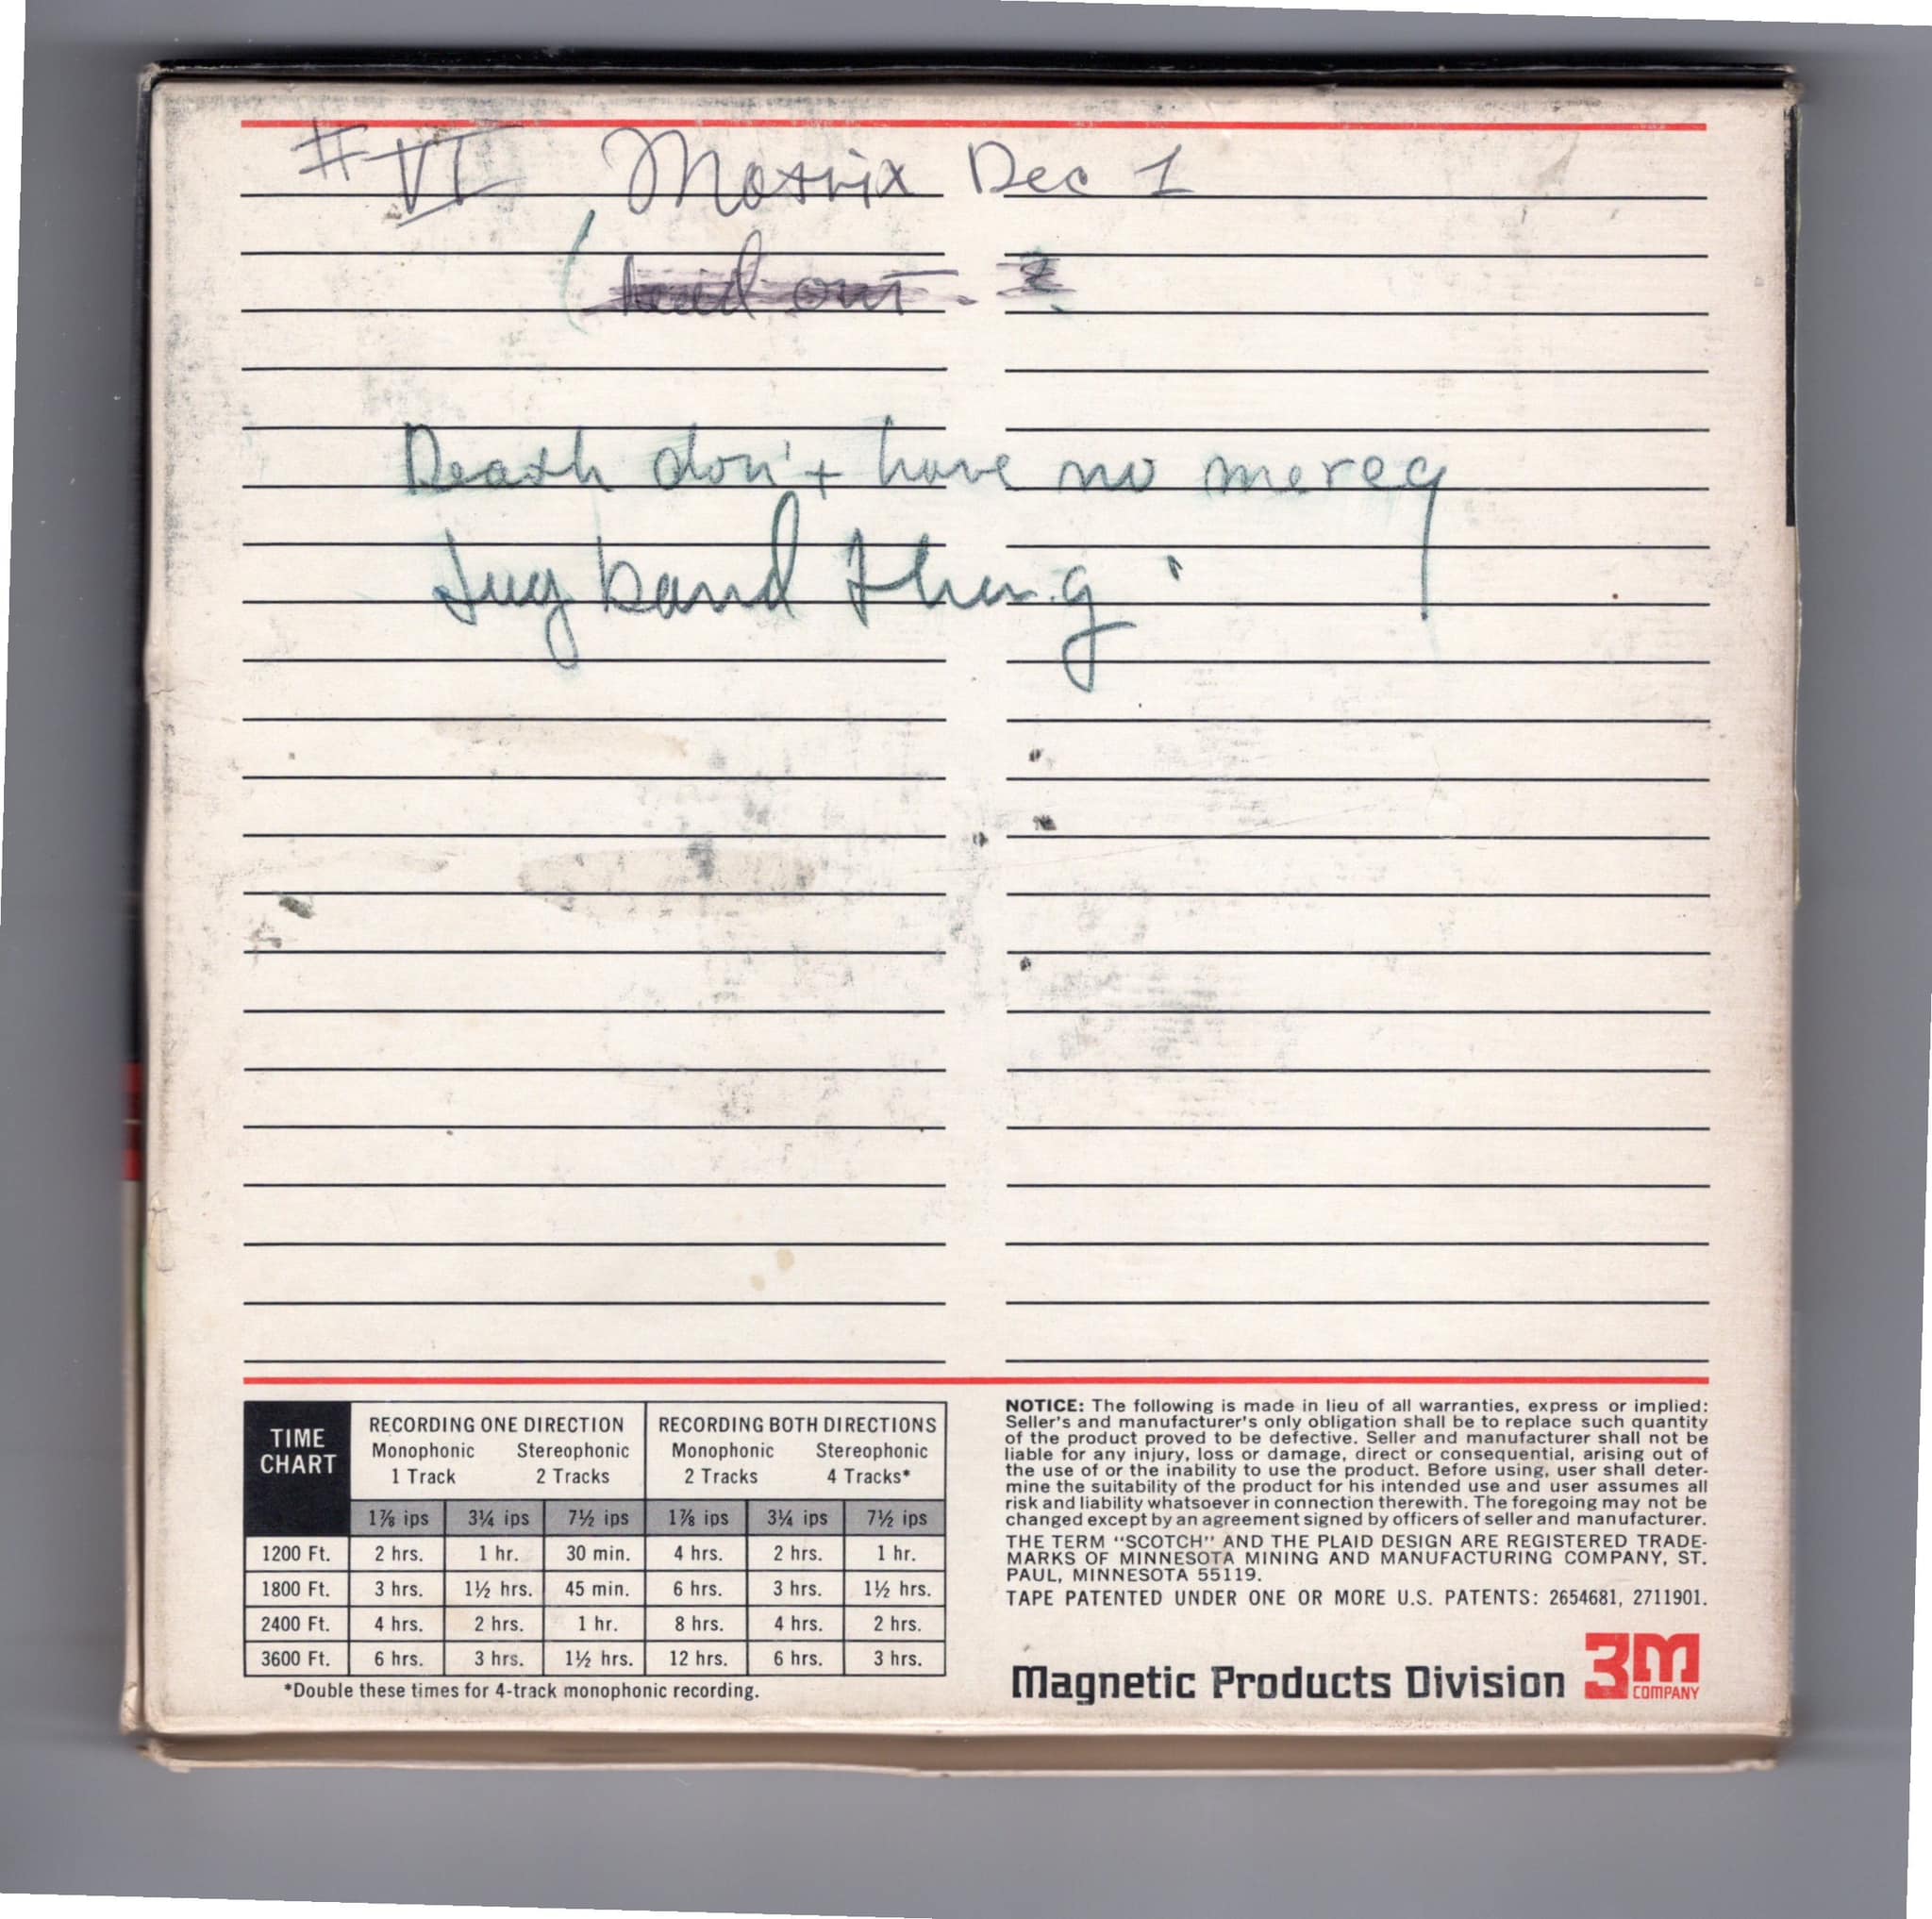 # VI Matrix Dec 1
(head out.
Death don't have no mercy
Jug band thing
TIME CHART
RECORDING ONE DIRECTION RECORDING BOTH DIRECTIONS
Monophonic Stereophonic Monophonic Stereophonic
1 Track 2 Tracks 2 Tracks 4 Tracks*
1⅞ ips 3¼ ips 7½ ips 1⅞ ips 3¼ ips 7½ ips
1200 Ft. 2 hrs. 1 hr. 30 min. 4 hrs. 2 hrs. 1 hr.
1800 Ft. 3 hrs. 1½ hrs. 45 min. 6 hrs. 3 hrs. 1½ hrs.
2400 Ft. 4 hrs. 2 hrs. 1 hr. 8 hrs. 4 hrs. 2 hrs.
3600 Ft. 6 hrs. 3 hrs. 1½ hrs. 12 hrs. 6 hrs. 3 hrs.
*Double these times for 4-track monophonic recording.
NOTICE: The following is made in lieu of all warranties, express or implied:
Seller's and manufacturer's only obligation shall be to replace such quantity
of the product proved to be defective. Seller and manufacturer shall not be
liable for any injury, loss or damage, direct or consequential, arising out of
the use of or the inability to use the product. Before using, user shall deter-
mine the suitability of the product for his intended use and user assumes all
risk and liability whatsoever in connection therewith. The foregoing may not be
changed except by an agreement signed by officers of seller and manufacturer.
THE TERM "SCOTCH" AND THE PLAID DESIGN ARE REGISTERED TRADE-
MARKS OF MINNESOTA MINING AND MANUFACTURING COMPANY, ST.
PAUL, MINNESOTA 55119.
TAPE PATENTED UNDER ONE OR MORE U.S. PATENTS: 2654681, 2711901.
Magnetic Products Division 3M COMPANY